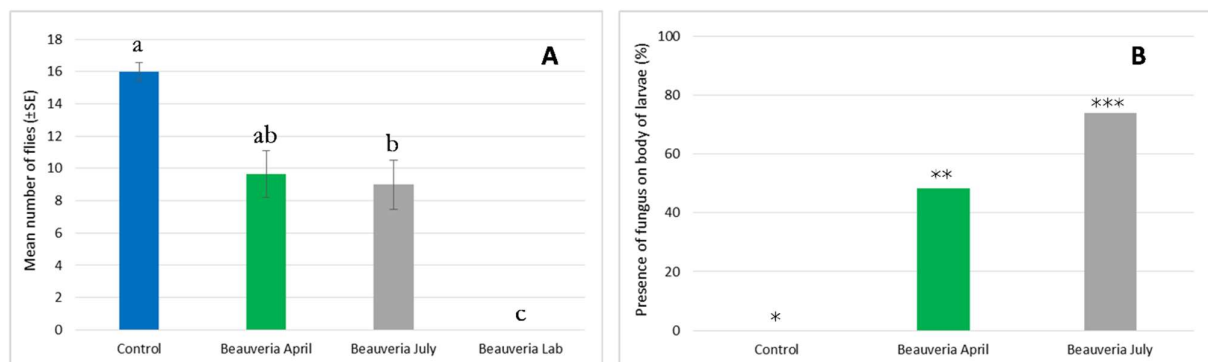 A
Mean number of flies (±SE)
18
16
14
12
10
8
6
4
2
0
a
ab
b
c
Control
Beauveria April
Beauveria July
Beauveria Lab
B
Presence of fungus on body of larvae (%)
100
80
60
40
20
0
*
**
***
Control
Beauveria April
Beauveria July